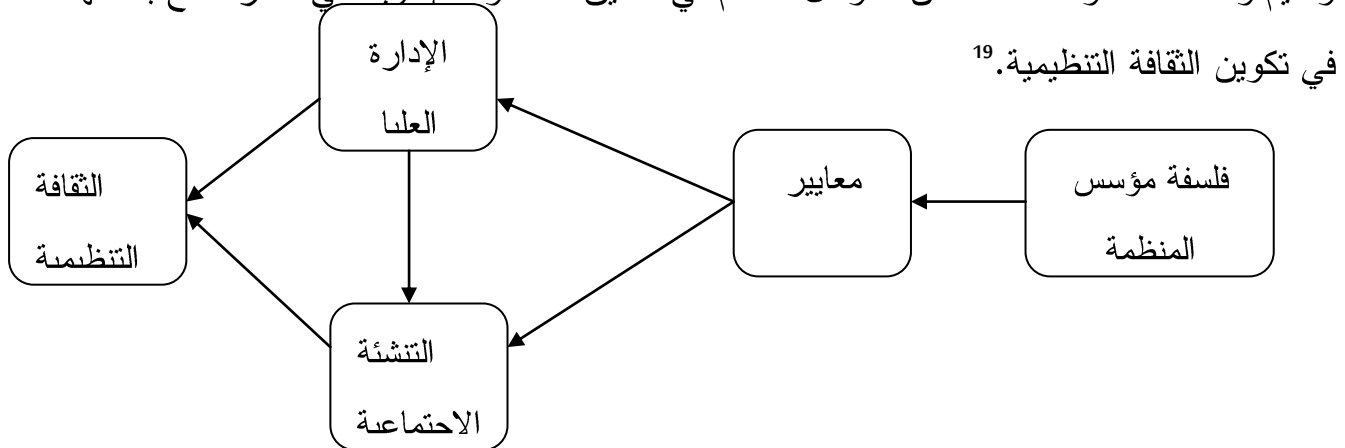 في تكوين الثقافة التنظيمية.19
فلسفة مؤسس
المنظمة
معايير
الإدارة
العليا
التنشئة
الاجتماعية
الثقافة
التنظيمية